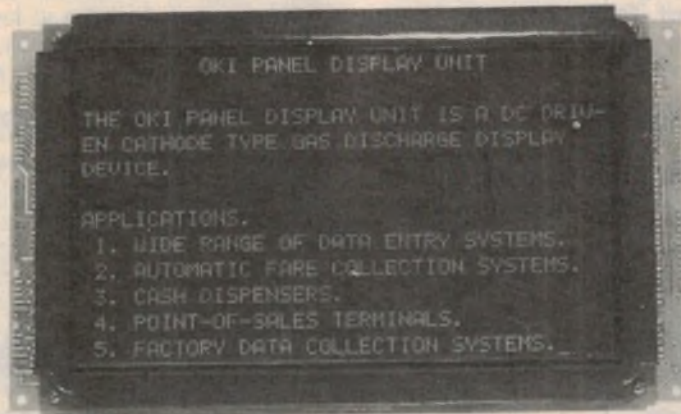 OKI PANEL DISPLAY UNIT
THE OKI PANEL DISPLAY UNIT IS A DC DRIV-
EN CATHODE TYPE GAS DISCHARGE DISPLAY
DEVICE.
APPLICATIONS.
1. WIDE RANGE OF DATA ENTRY SYSTEMS.
2. AUTOMATIC FARE COLLECTION SYSTEMS.
3. CASH DISPENSERS.
4. POINT-OF-SALES TERMINALS.
5. FACTORY DATA COLLECTION SYSTEMS._